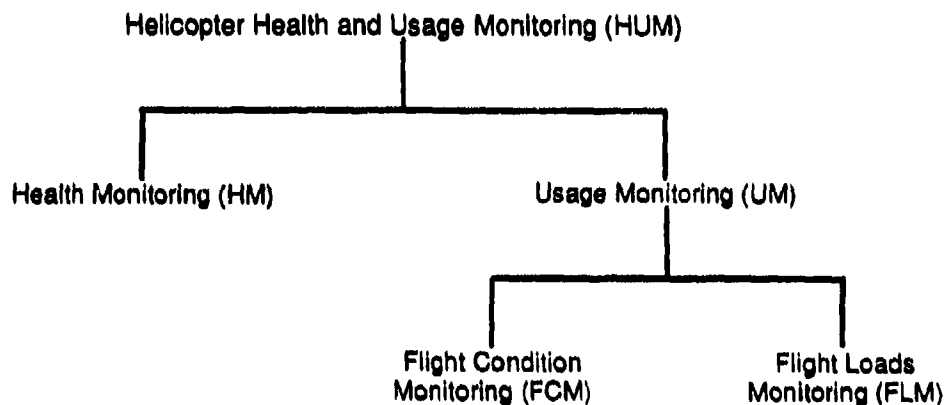 Helicopter Health and Usage Monitoring (HUM)
Health Monitoring (HM)
Usage Monitoring (UM)
Flight Condition
Monitoring (FCM)
Flight Loads
Monitoring (FLM)